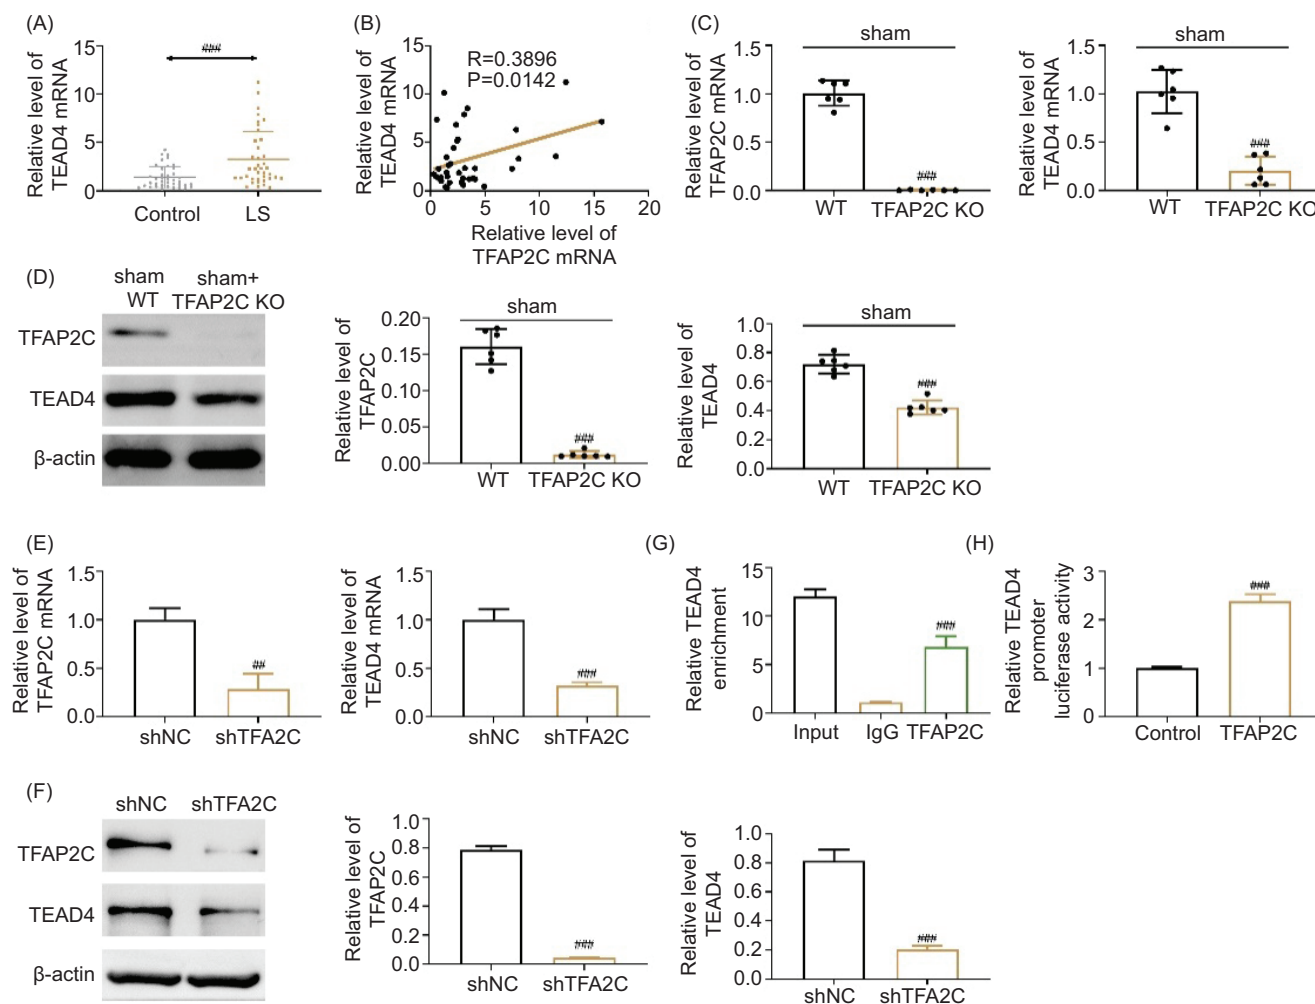 (A)
Relative level of
TEAD4 mRNA
15
10
5
0
###
Control
LS
(B)
Relative level of
TEAD4 mRNA
15
10
5
0
R=0.3896
P=0.0142
0
5
10
15
20
Relative level of
TFAP2C mRNA
(C)
Relative level of
TFAP2C mRNA
1.5
1.0
0.5
0.0
sham
###
WT
TFAP2C KO
Relative level of
TEAD4 mRNA
1.5
1.0
0.5
0.0
sham
###
WT
TFAP2C KO
(D)
sham
WT
sham+
TFAP2C KO
TFAP2C
TEAD4
β-actin
Relative level of
TFAP2C
0.20
0.15
0.10
0.05
0.00
sham
###
WT
TFAP2C KO
Relative level of
TEAD4
1.0
0.8
0.6
0.4
0.2
0.0
sham
###
WT
TFAP2C KO
(E)
Relative level of
TFAP2C mRNA
1.5
1.0
0.5
0.0
##
shNC
shTFA2C
Relative level of
TEAD4 mRNA
1.5
1.0
0.5
0.0
###
shNC
shTFA2C
(G)
Relative TEAD4
enrichment
15
10
5
0
###
Input
IgG
TFAP2C
(H)
Relative TEAD4
promoter
luciferase activity
3
2
1
0
###
Control
TFAP2C
(F)
shNC
shTFA2C
TFAP2C
TEAD4
β-actin
Relative level of
TFAP2C
1.0
0.8
0.6
0.4
0.2
0.0
###
shNC
shTFA2C
Relative level of
TEAD4
1.0
0.8
0.6
0.4
0.2
0.0
###
shNC
shTFA2C